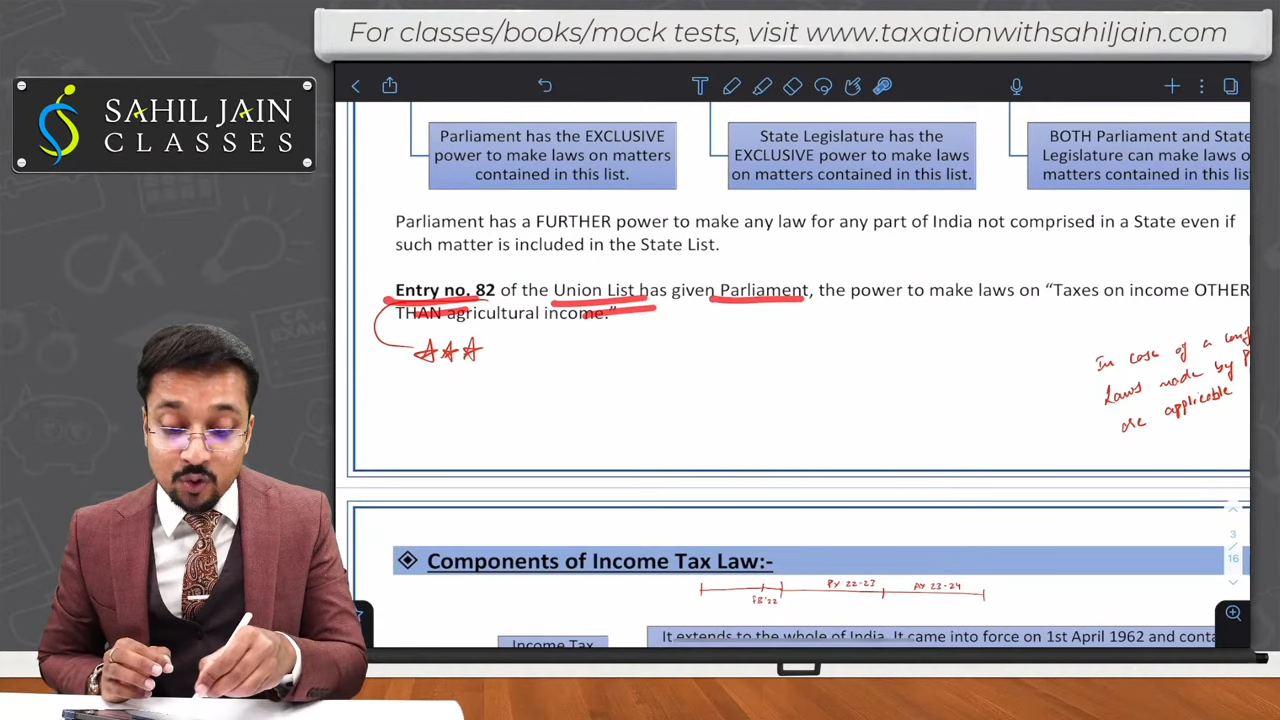 For classes/books/mock tests, visit www.taxationwithsahiljain.com
SAHIL JAIN
CLASSES
Parliament has the EXCLUSIVE
power to make laws on matters
contained in this list.
State Legislature has the
EXCLUSIVE power to make laws
on matters contained in this list.
BOTH Parliament and State
Legislature can make laws o
matters contained in this lis
Parliament has a FURTHER power to make any law for any part of India not comprised in a State even if
such matter is included in the State List.
Entry no. 82 of the Union List has given Parliament, the power to make laws on “Taxes on income OTHER
THAN agricultural income.”
In case of a conf
Laws made by P
are applicable
3
16
Components of Income Tax Law:-
PY 22-23
AY 23-24
FB'22
Income Tax
It extends to the whole of India. It came into force on 1st April 1962 and conta